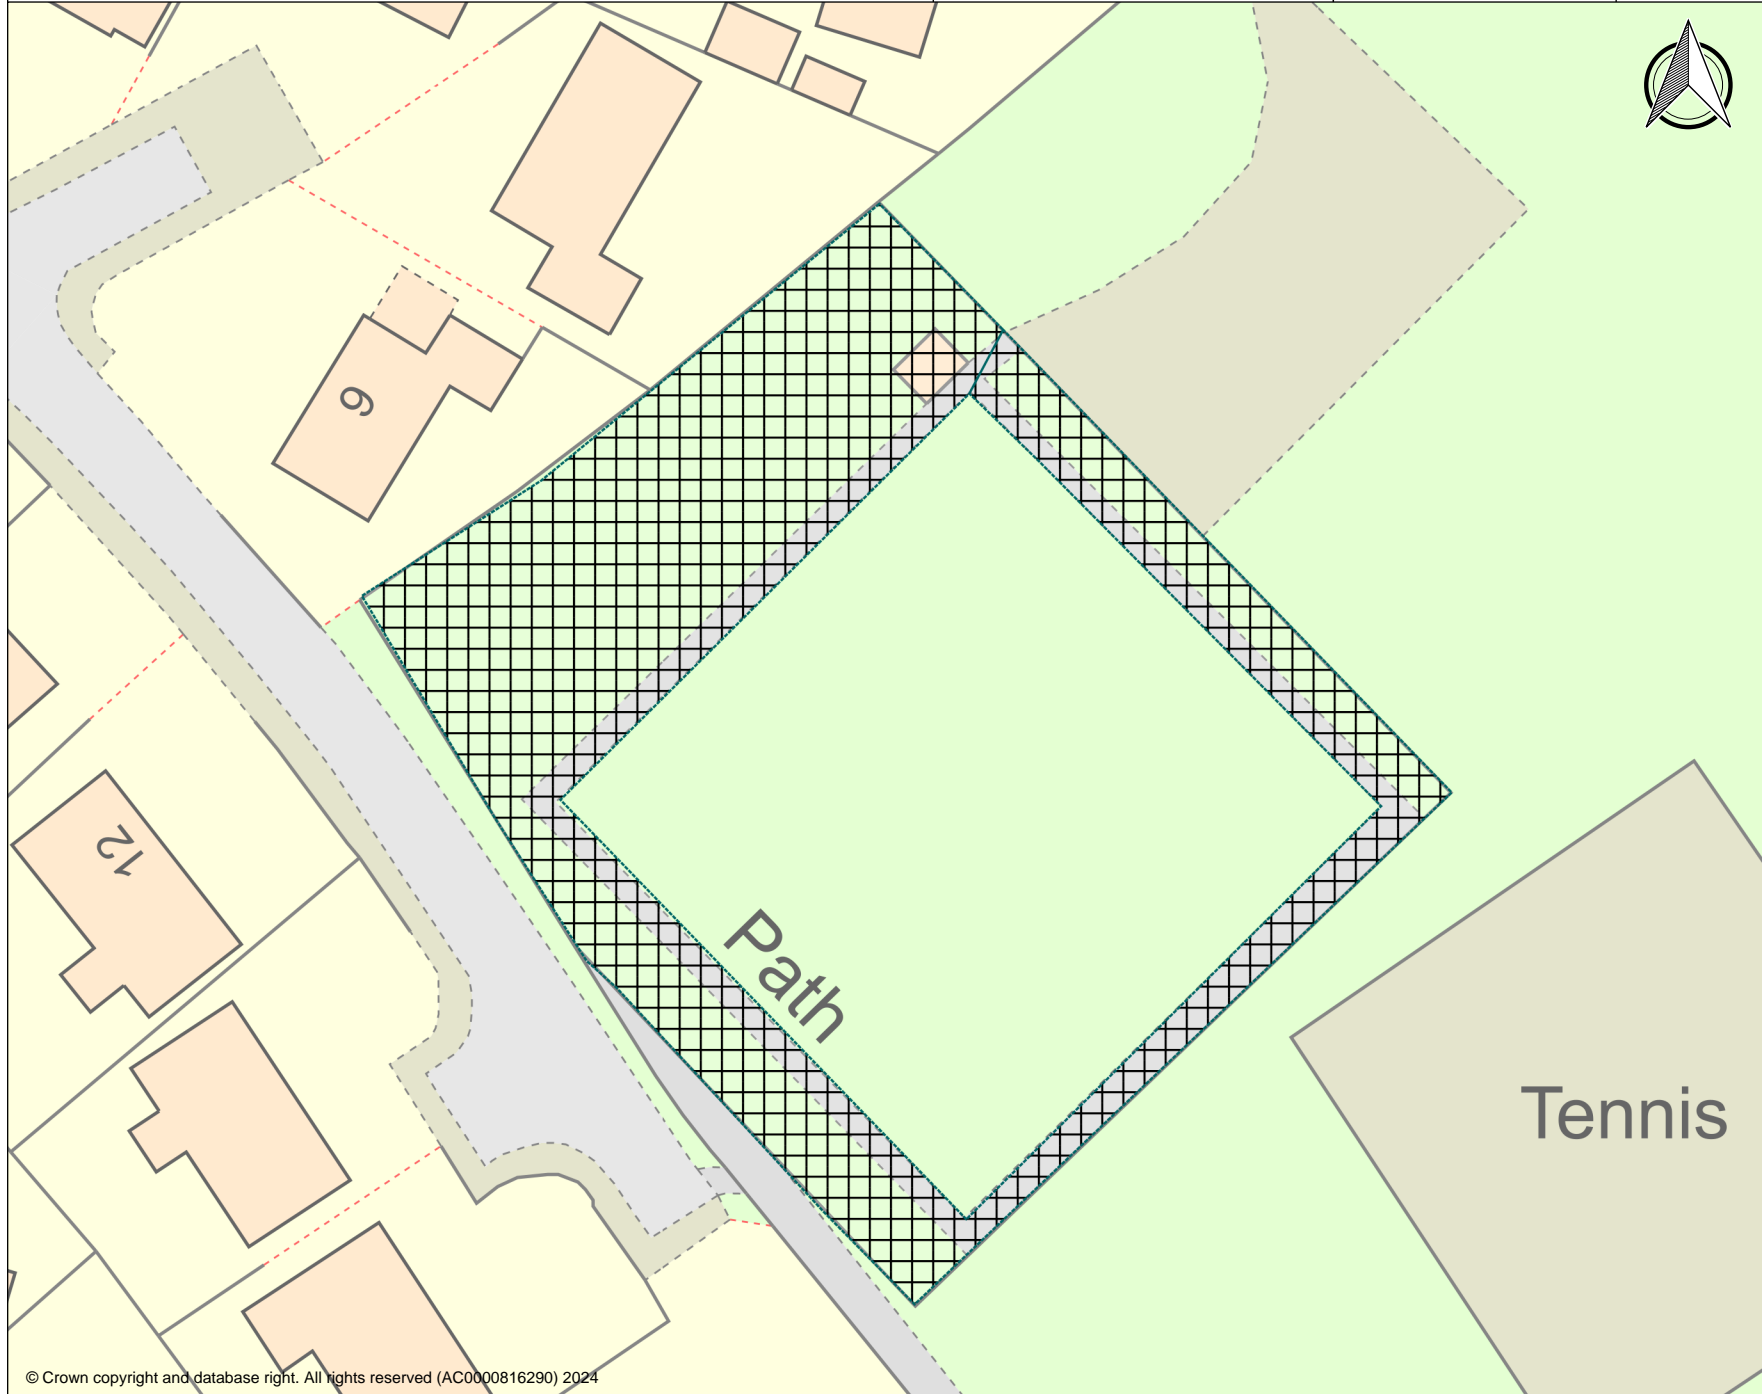 9
12
Path
Tennis
© Crown copyright and database right. All rights reserved (AC0000816290) 2024